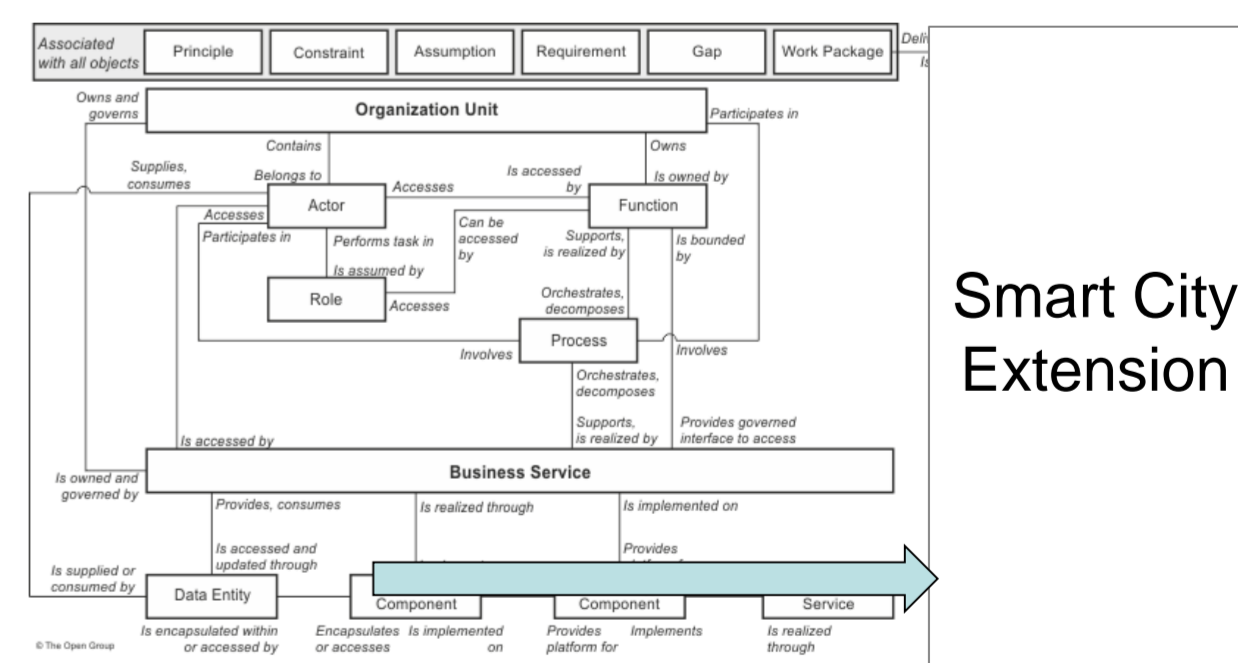 Associated
with all objects
Principle
Constraint
Assumption
Requirement
Gap
Work Package
Owns and
governs
Organization Unit
Participates in
Contains
Owns
Supplies,
consumes
Belongs to
Is accessed
by
Is owned by
Actor
Accesses
Function
Accesses
Participates in
Performs task in
Can be
accessed
by
Supports,
is realized by
Is bounded
by
Is assumed by
Role
Accesses
Orchestrates,
decomposes
Process
Involves
Involves
Orchestrates,
decomposes
Supports,
is realized by
Provides governed
interface to access
Is accessed by
Business Service
Is owned and
governed by
Provides, consumes
Is realized through
Is implemented on
Is accessed and
updated through
Provides
Is supplied or
consumed by
Data Entity
Component
Component
Service
Is encapsulated within
or accessed by
Encapsulates
or accesses
Is implemented
on
Provides
platform for
Implements
Is realized
through
© The Open Group
Smart City
Extension